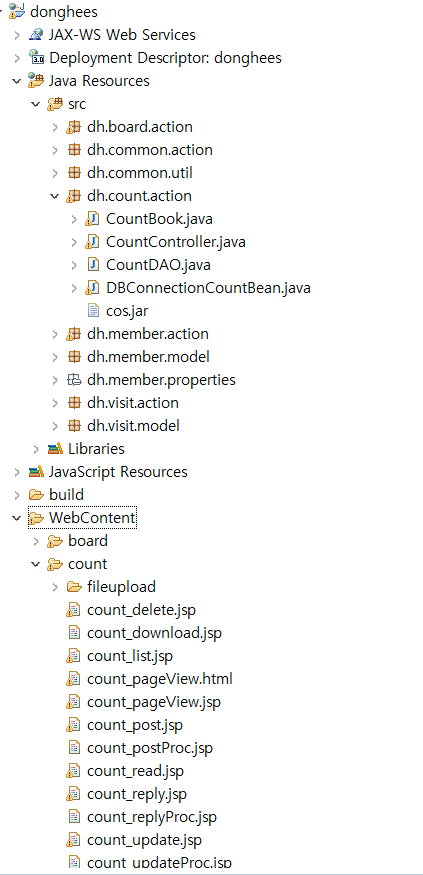 donghees
JAX-WS Web Services
Deployment Descriptor: donghees
Java Resources
src
dh.board.action
dh.common.action
dh.common.util
dh.count.action
CountBook.java
CountController.java
CountDAO.java
DBConnectionCountBean.java
cos.jar
dh.member.action
dh.member.model
dh.member.properties
dh.visit.action
dh.visit.model
Libraries
JavaScript Resources
build
WebContent
board
count
fileupload
count_delete.jsp
count_download.jsp
count_list.jsp
count_pageView.html
count_pageView.jsp
count_post.jsp
count_postProc.jsp
count_read.jsp
count_reply.jsp
count_replyProc.jsp
count_update.jsp
count_updateProc.jsp